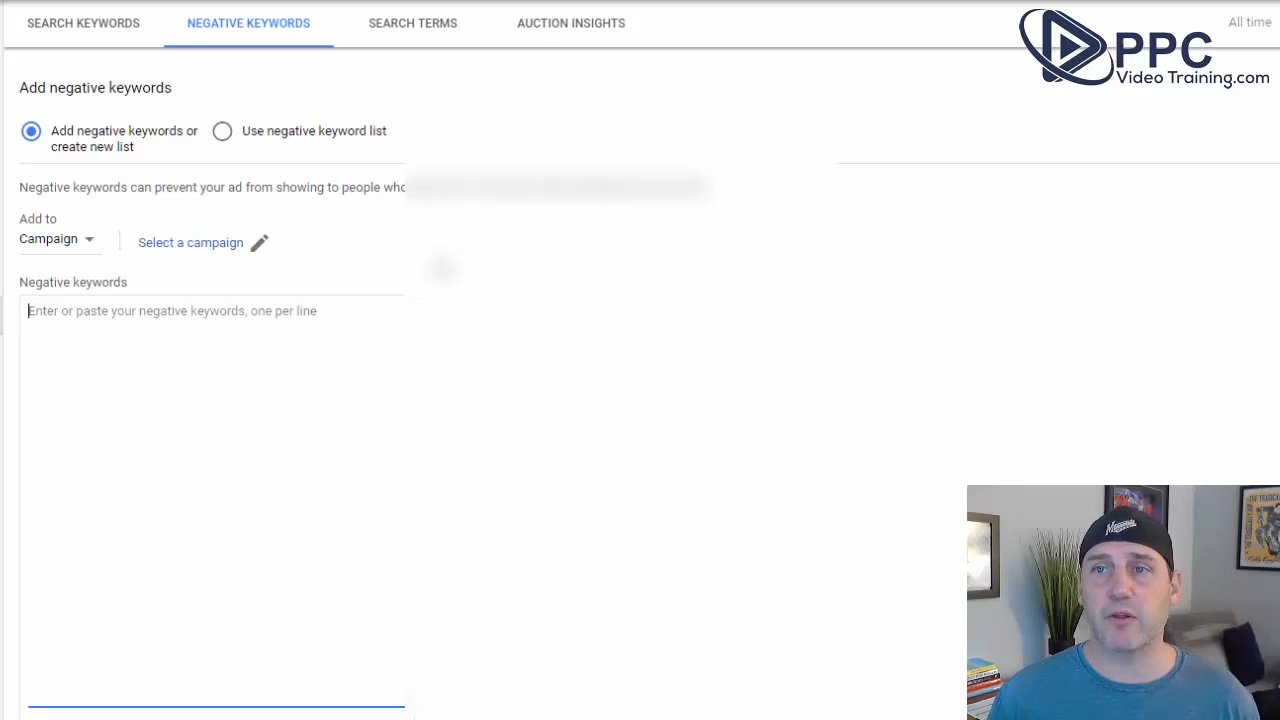 SEARCH KEYWORDS NEGATIVE KEYWORDS SEARCH TERMS AUCTION INSIGHTS All time
PPC
Video Training.com
Add negative keywords
Add negative keywords or
create new list
Use negative keyword list
Negative keywords can prevent your ad from showing to people who
Add to
Campaign Select a campaign
Negative keywords
Enter or paste your negative keywords, one per line